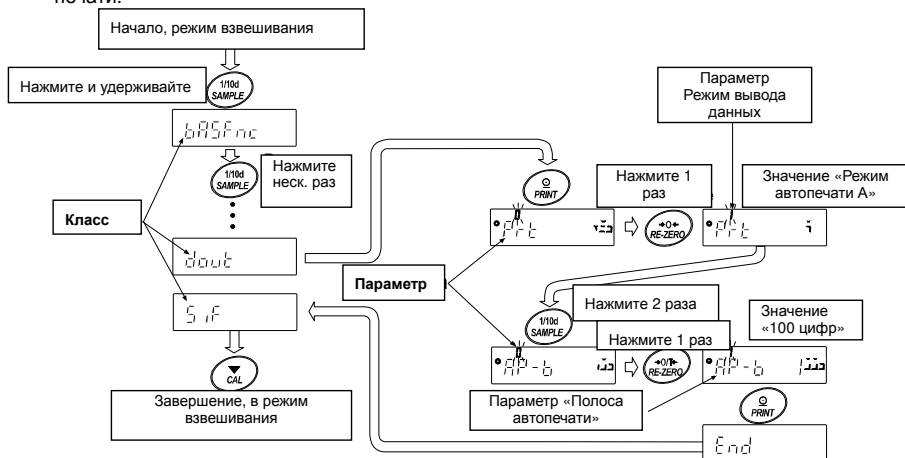 печати.
Начало, режим взвешивания
Нажмите и удерживайте
1/10d
SAMPLE
bASFnc
1/10d
SAMPLE
Нажмите
неск. раз
Класс
dout
SiF
CAL
Завершение, в режим
взвешивания
PRINT
Нажмите 1
раз
Prt
RE-ZERO
Параметр
Режим вывода
данных
Значение «Режим
автопечати А»
Prt
1
Параметр
1/10d
SAMPLE
Нажмите 2 раза
Нажмите 1 раз
AP-b
RE-ZERO
Значение
«100 цифр»
AP-b
Параметр «Полоса
автопечати»
PRINT
End